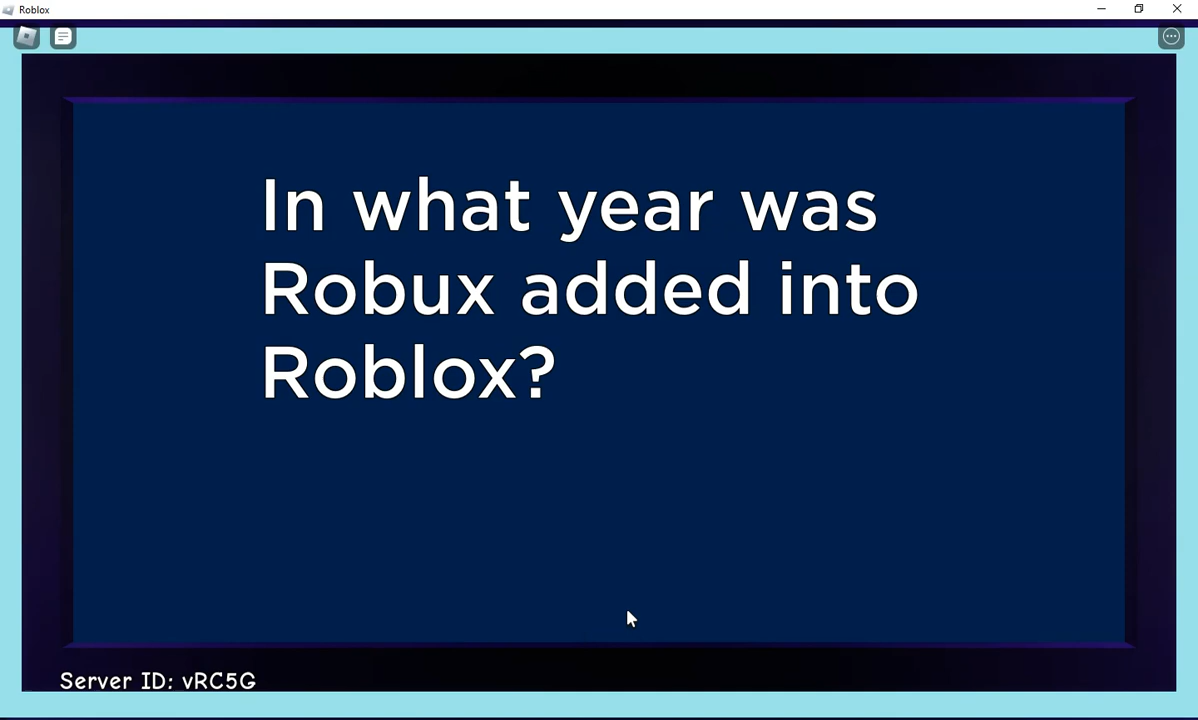 Roblox
In what year was
Robux added into
Roblox?
Server ID: vRC5G